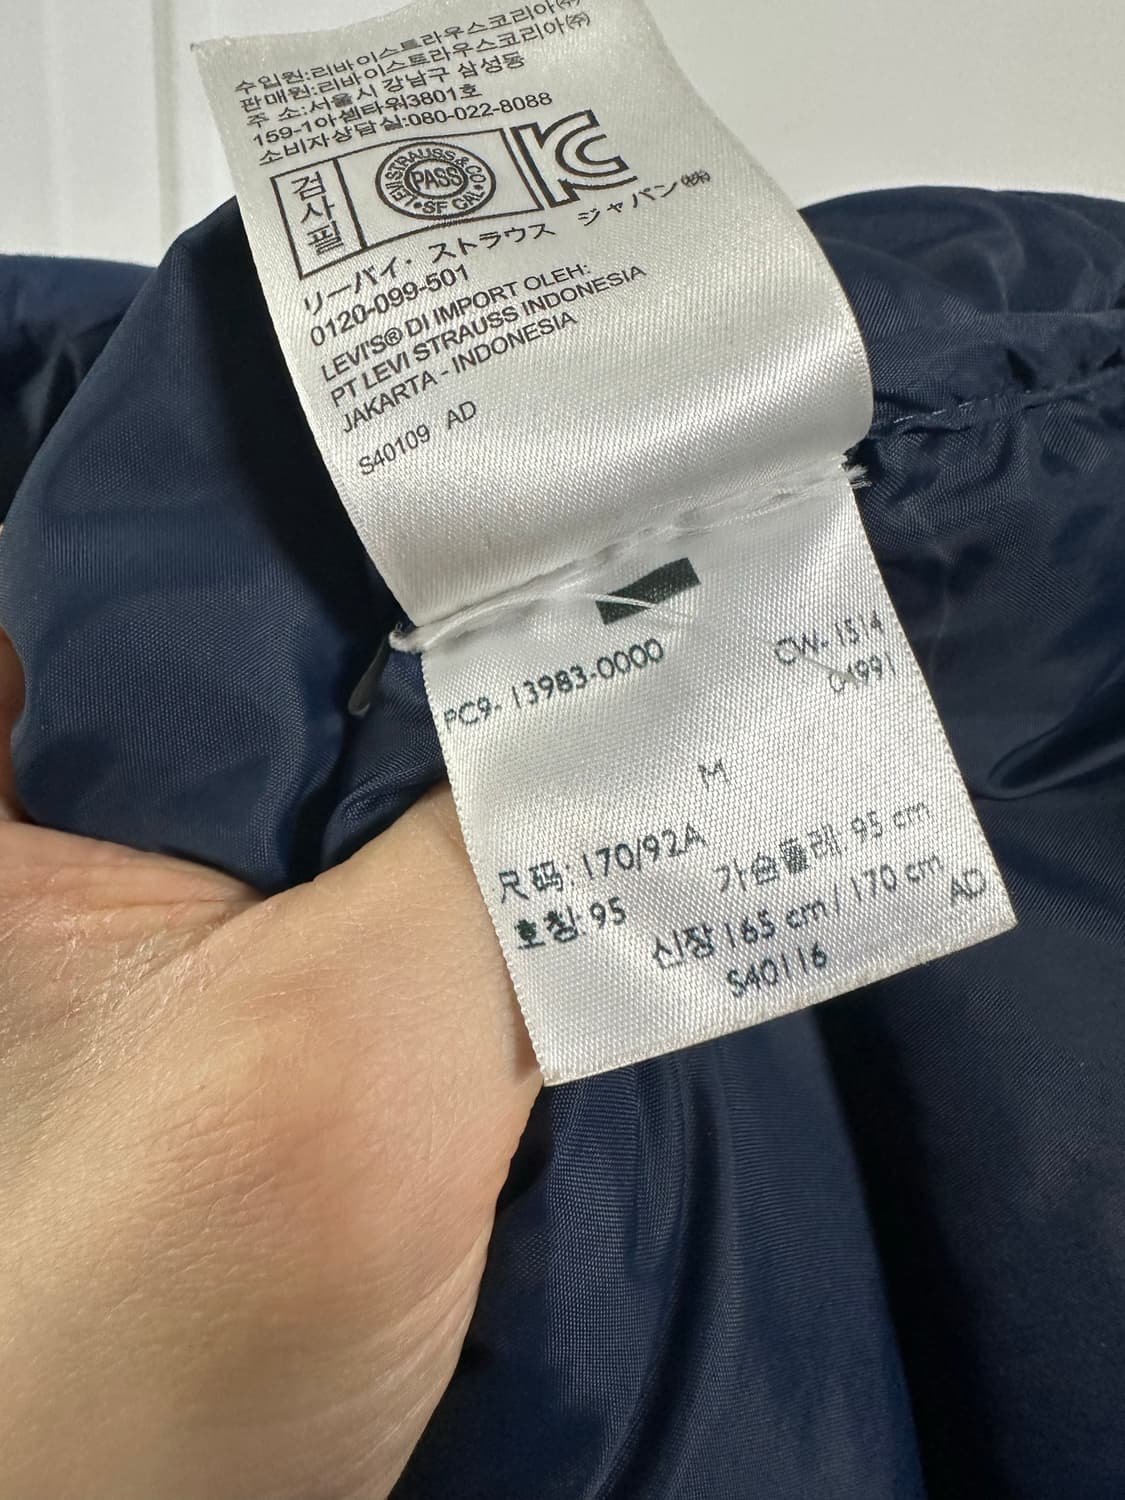 수입원:리바이스트라우스코리아㈜
판매원:리바이스트라우스코리아㈜
주 소:서울시 강남구 삼성동
159-1아셈타워3801호
소비자상담실:080-022-8088
검사필
LEVI STRAUSS & CO
PASS
SF CAL
KC
リーバイ・ストラウス ジャパン㈱
0120-099-501
LEVI'S® DI IMPORT OLEH:
PT LEVI STRAUSS INDONESIA
JAKARTA - INDONESIA
S40109 AD
PC9- 13983-0000
CW- 1514
04991
M
尺码: 170/92A
가슴둘레: 95 cm
호칭: 95
신장 165 cm / 170 cm
S40116
AD